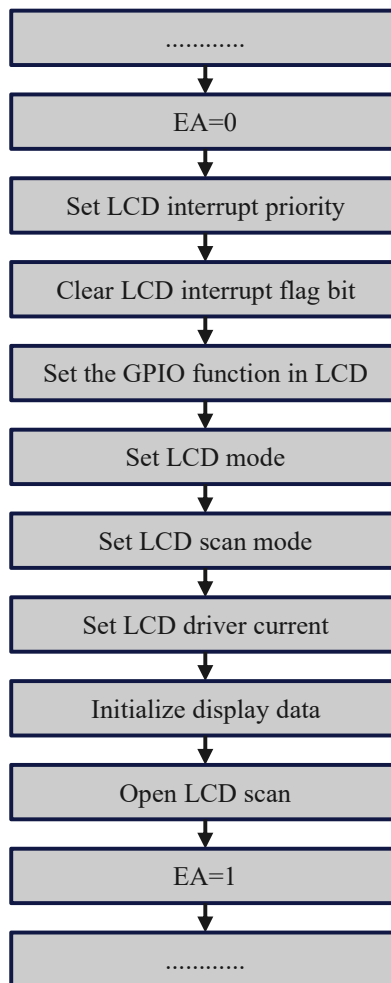 ............
EA=0
Set LCD interrupt priority
Clear LCD interrupt flag bit
Set the GPIO function in LCD
Set LCD mode
Set LCD scan mode
Set LCD driver current
Initialize display data
Open LCD scan
EA=1
............